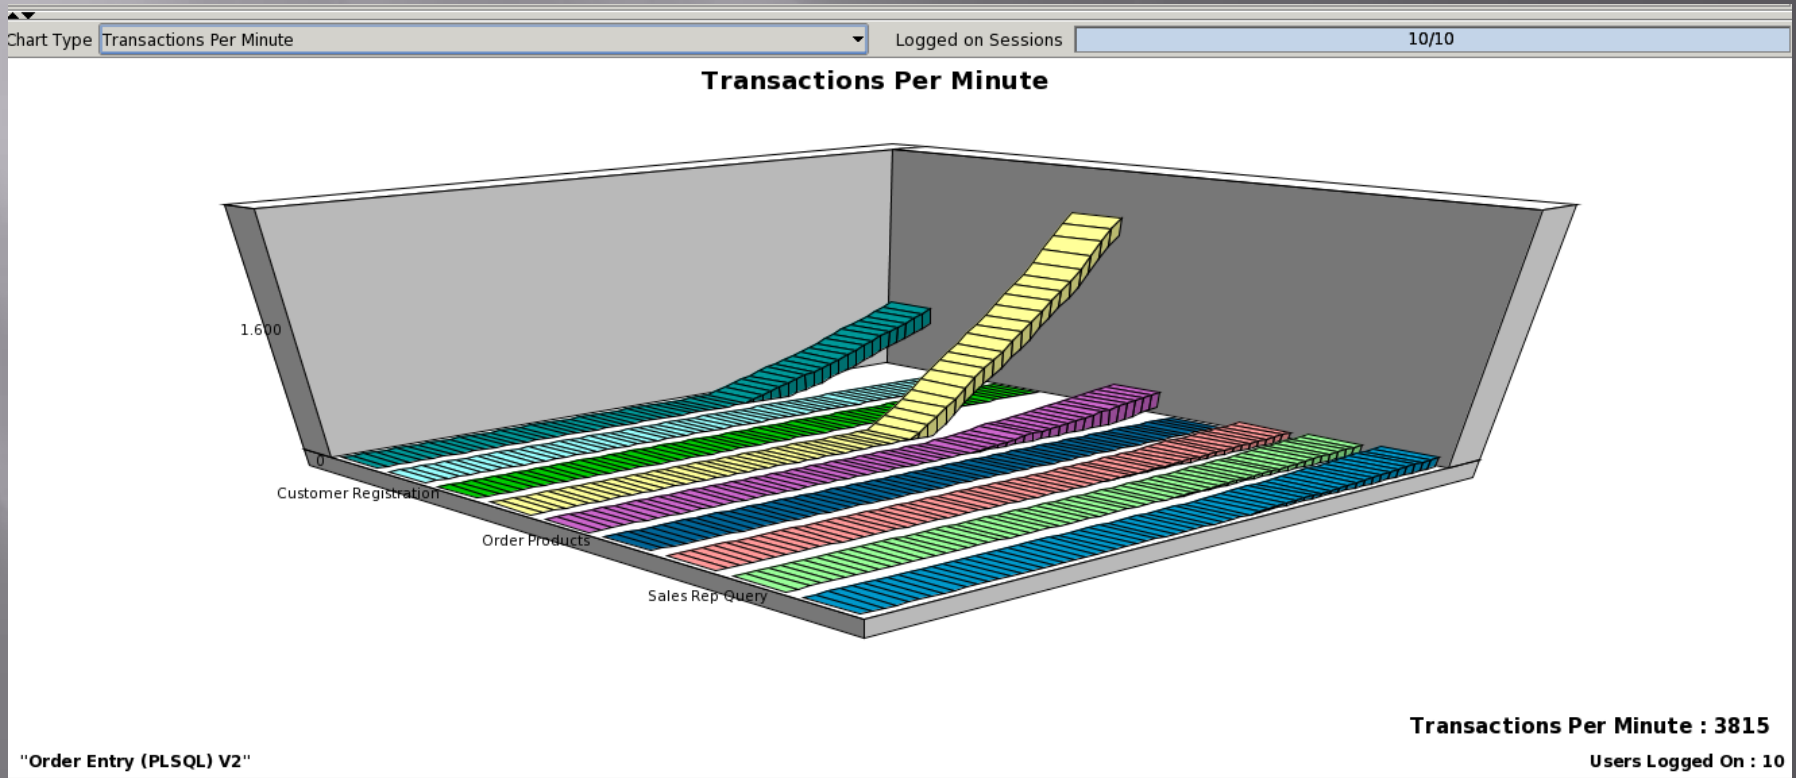 Chart Type Transactions Per Minute Logged on Sessions 10/10
Transactions Per Minute
1.600
0
Customer Registration
Order Products
Sales Rep Query
Transactions Per Minute : 3815
"Order Entry (PLSQL) V2" Users Logged On : 10